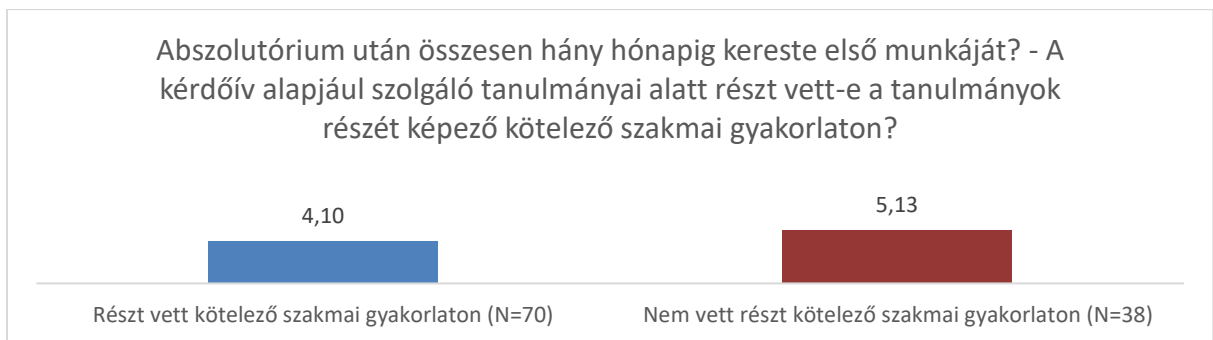 Abszolutórium után összesen hány hónapig kereste első munkáját? - A
kérdőív alapjául szolgáló tanulmányai alatt részt vett-e a tanulmányok
részét képező kötelező szakmai gyakorlaton?
4,10
5,13
Részt vett kötelező szakmai gyakorlaton (N=70)
Nem vett részt kötelező szakmai gyakorlaton (N=38)